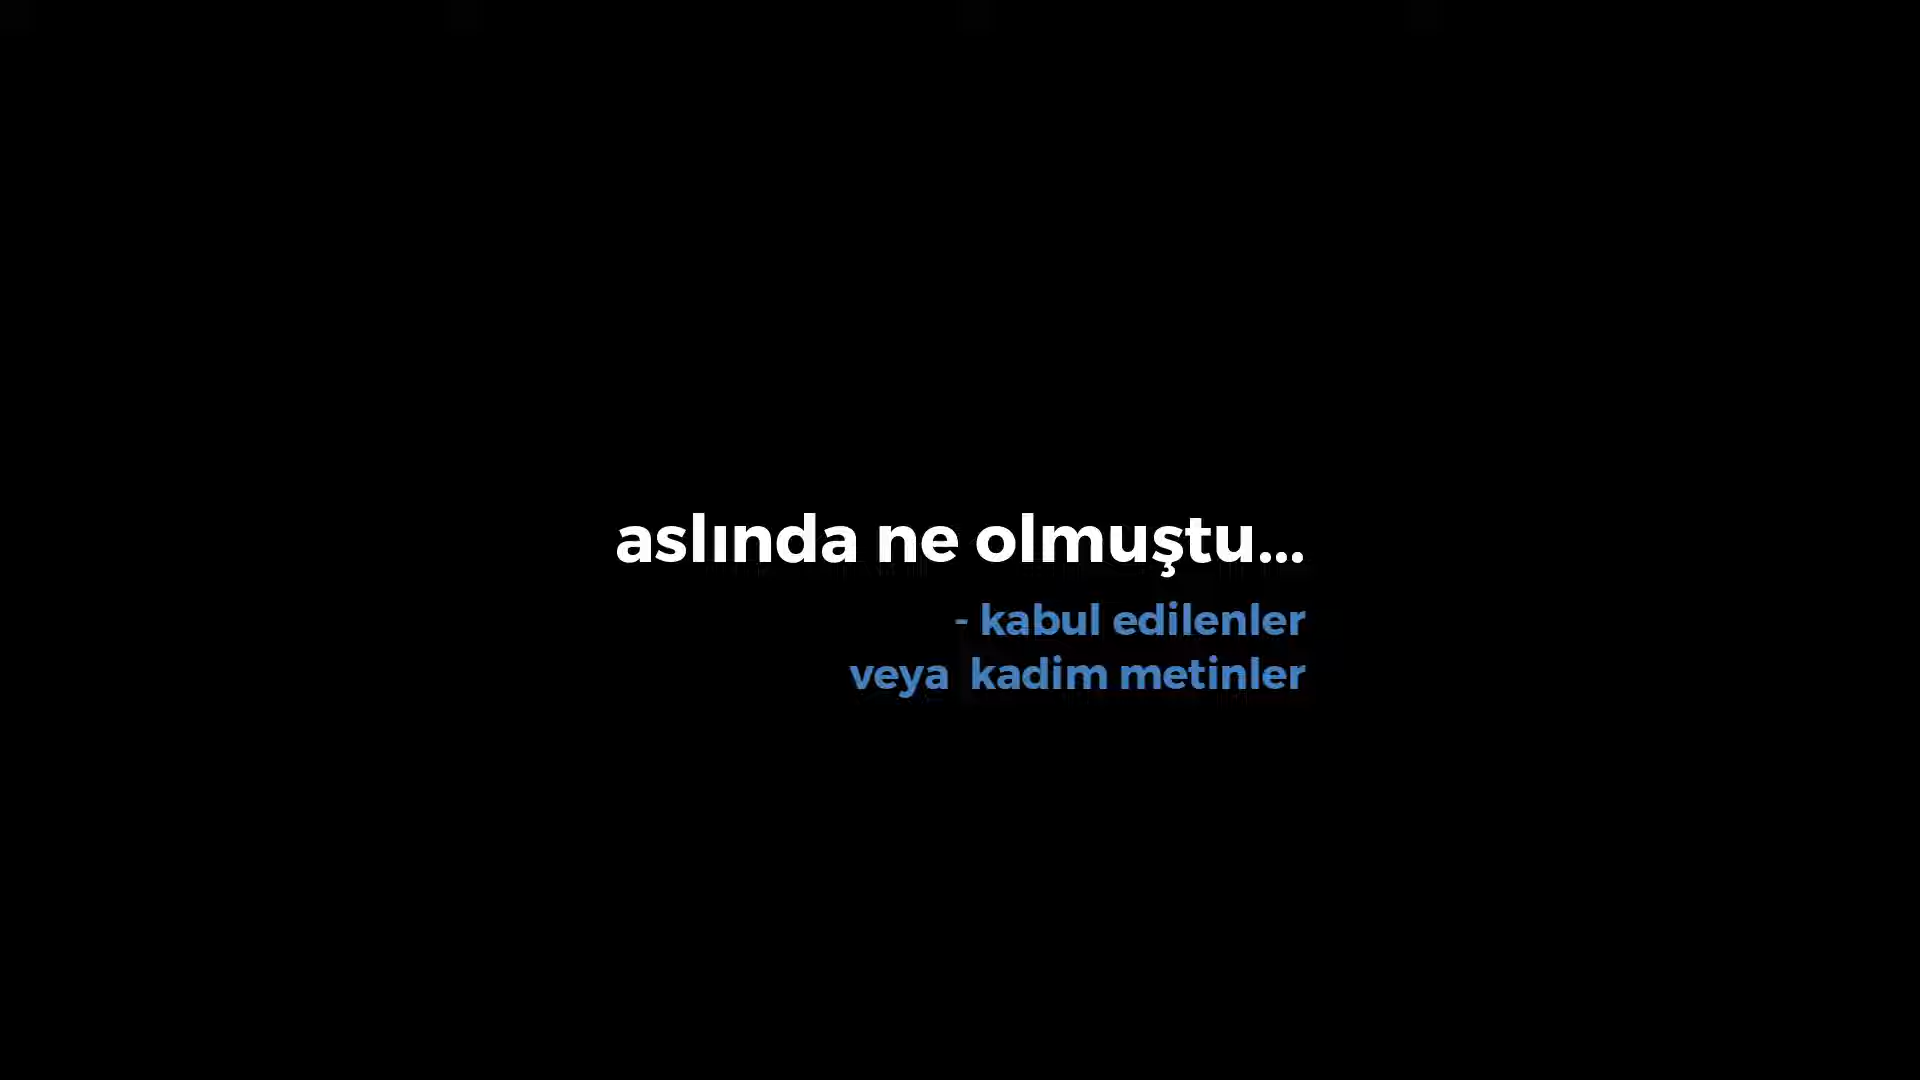 aslında ne olmuştu...
- kabul edilenler
veya  kadim metinler